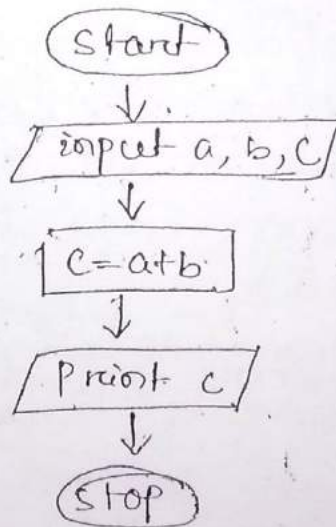 Start
input a, b, C
C=a+b
Print c
Stop